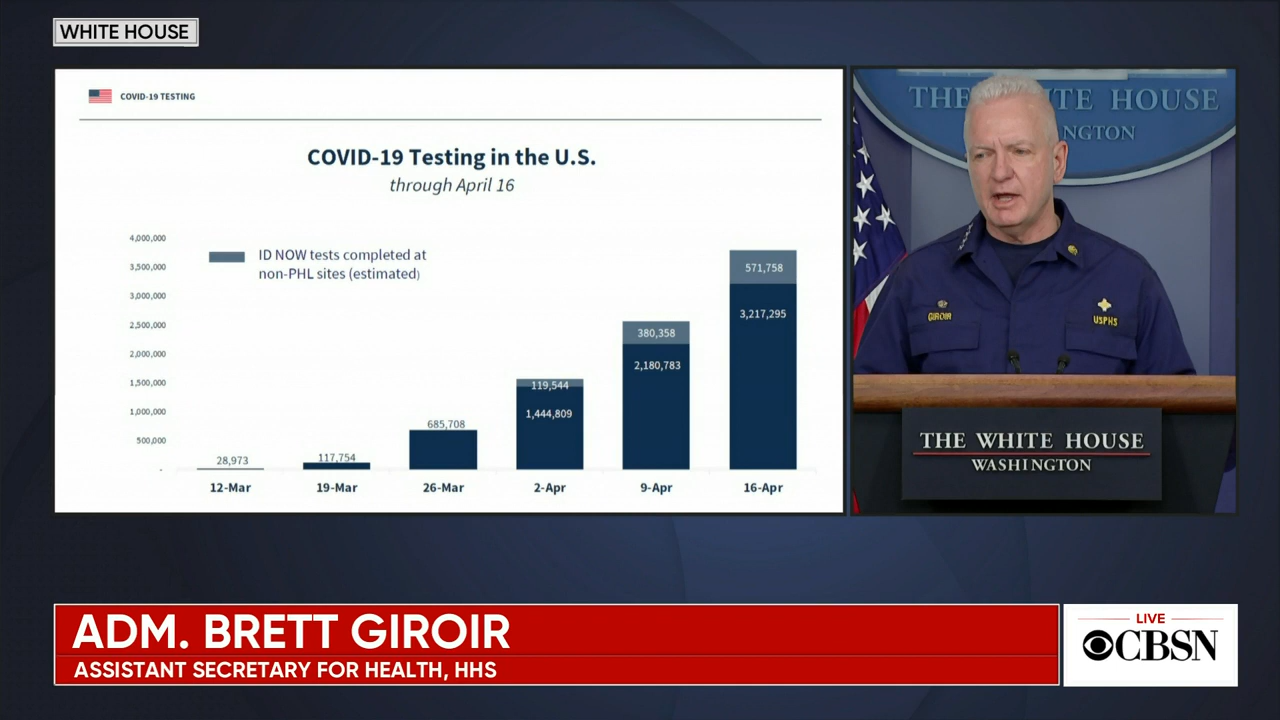 WHITE HOUSE
COVID-19 TESTING
COVID-19 Testing in the U.S.
through April 16
4,000,000
3,500,000
3,000,000
2,500,000
2,000,000
1,500,000
1,000,000
500,000
-
ID NOW tests completed at
non-PHL sites (estimated)
28,973
117,754
685,708
119,544
1,444,809
380,358
2,180,783
571,758
3,217,295
12-Mar
19-Mar
26-Mar
2-Apr
9-Apr
16-Apr
THE WHITE HOUSE
NGTON
GIROIR
USPHS
THE WHITE HOUSE
WASHINGTON
ADM. BRETT GIROIR
ASSISTANT SECRETARY FOR HEALTH, HHS
LIVE
CBSN